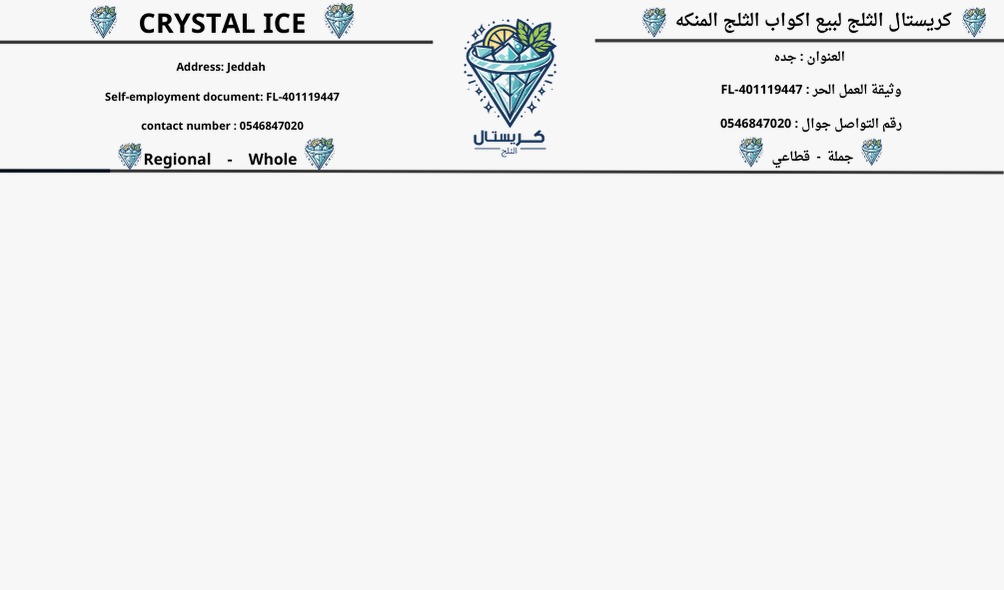 CRYSTAL ICE
Address: Jeddah
Self-employment document: FL-401119447
contact number : 0546847020
Regional - Whole
كريستال
الثلج
كريستال الثلج لبيع اكواب الثلج المنكه
العنوان : جده
وثيقة العمل الحر : FL-401119447
رقم التواصل جوال : 0546847020
جملة - قطاعي